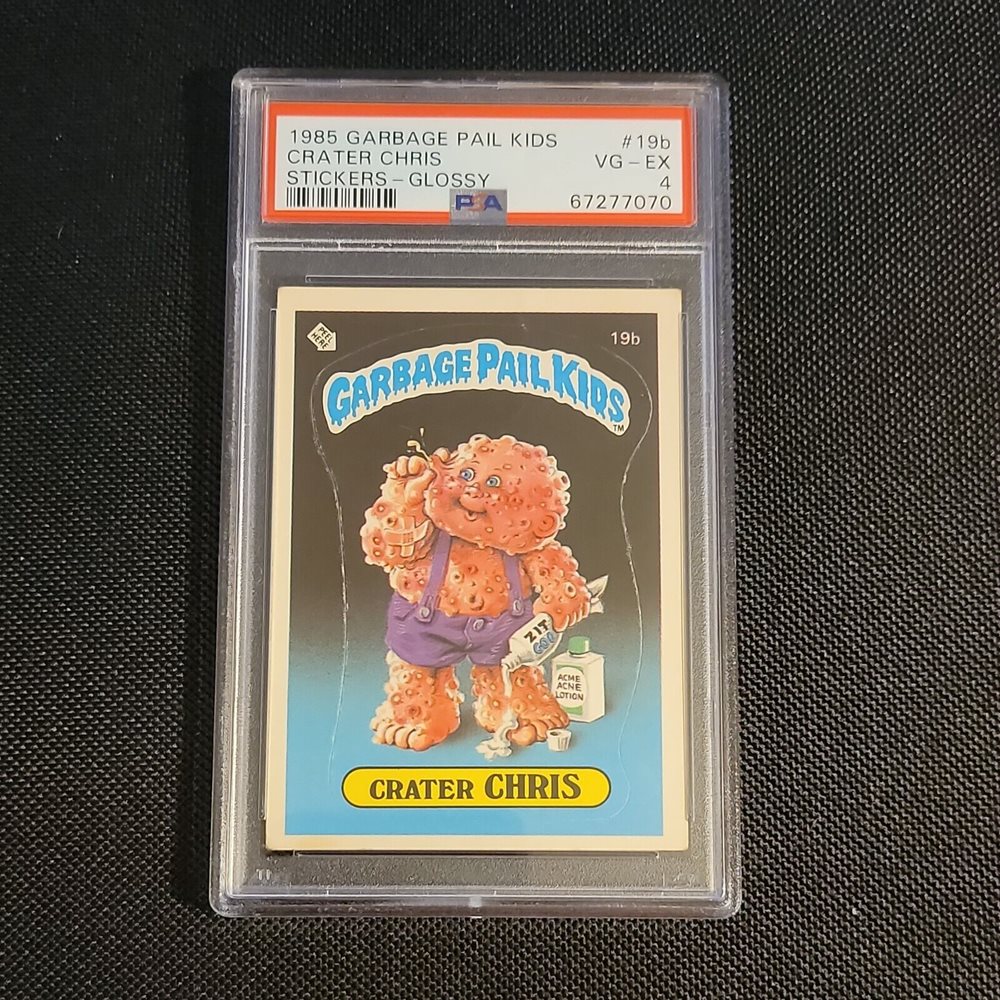 1985 GARBAGE PAIL KIDS #19b
CRATER CHRIS VG-EX
STICKERS-GLOSSY 4
PSA 67277070
PEEL HERE
19b
GARBAGE PAIL KIDS TM
ZIT
GOO
ACME
ACNE
LOTION
CRATER CHRIS